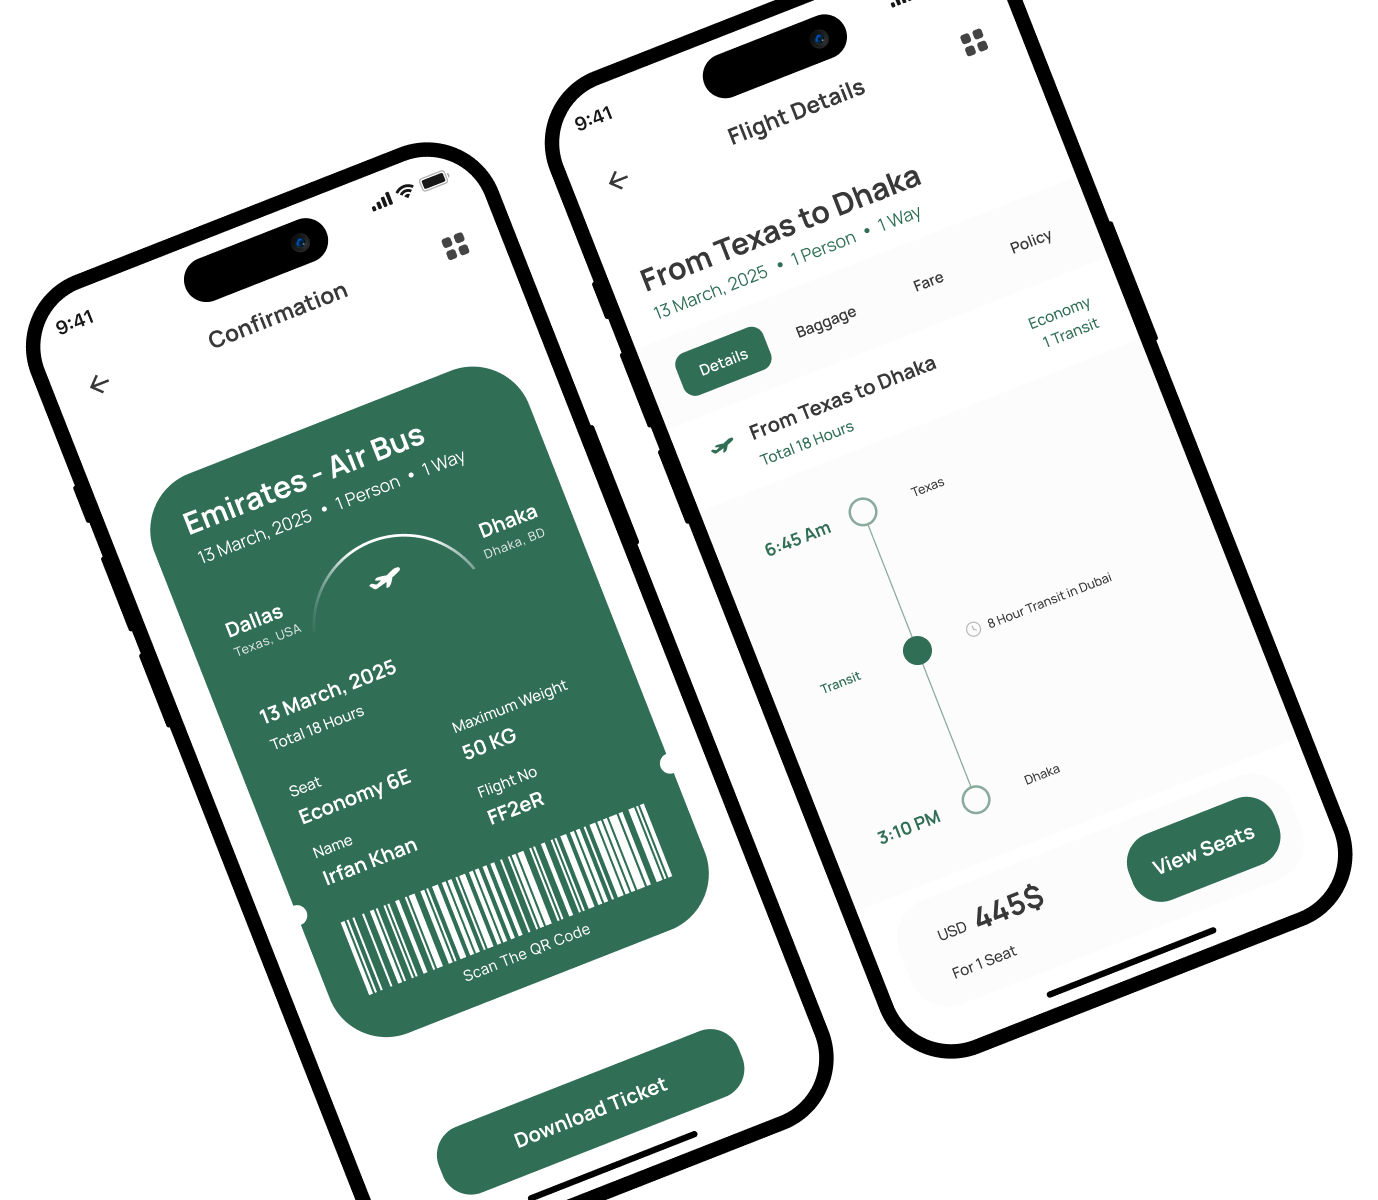 9:41
Confirmation
Emirates - Air Bus
13 March, 2025 • 1 Person • 1 Way
Dallas
Texas, USA
Dhaka
Dhaka, BD
13 March, 2025
Total 18 Hours
Maximum Weight
50 KG
Seat
Economy 6E
Flight No
FF2eR
Name
Irfan Khan
Scan The QR Code
Download Ticket
9:41
Flight Details
From Texas to Dhaka
13 March, 2025 • 1 Person • 1 Way
Details
Baggage
Fare
Policy
From Texas to Dhaka
Total 18 Hours
Economy
1 Transit
6:45 Am
Texas
Transit
8 Hour Transit in Dubai
3:10 PM
Dhaka
USD 445$
For 1 Seat
View Seats